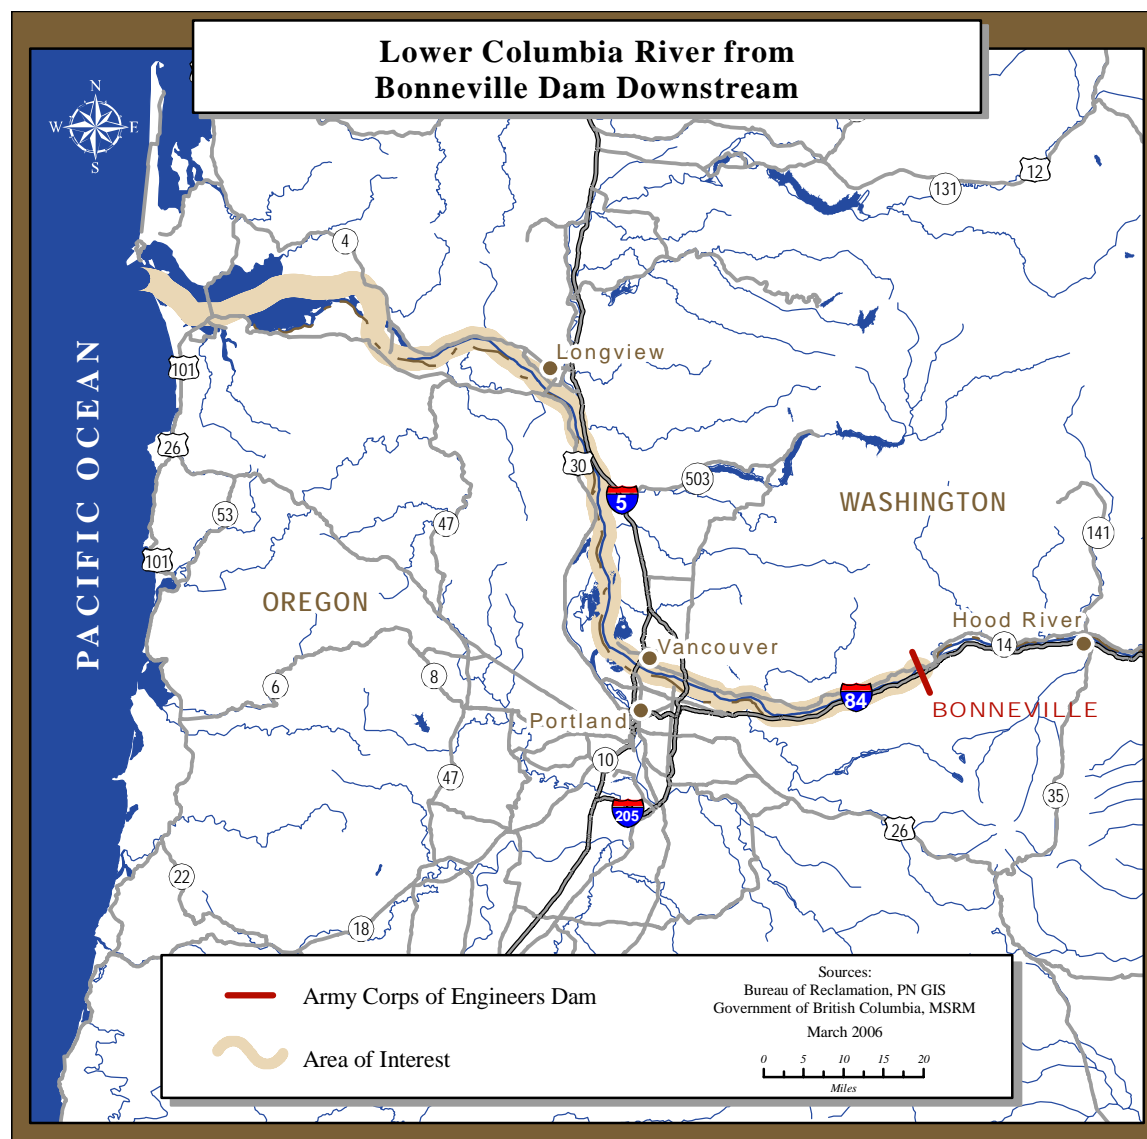 Lower Columbia River from
Bonneville Dam Downstream
N
W E
S
12
131
4
Longview
101
PACIFIC OCEAN
26
30
503
5
WASHINGTON
53
47
141
101
OREGON
Hood River
14
Vancouver
8
6
84
BONNEVILLE
Portland
10
47
35
205
26
22
18
Army Corps of Engineers Dam
Area of Interest
Sources:
Bureau of Reclamation, PN GIS
Government of British Columbia, MSRM
March 2006
0 5 10 15 20
Miles